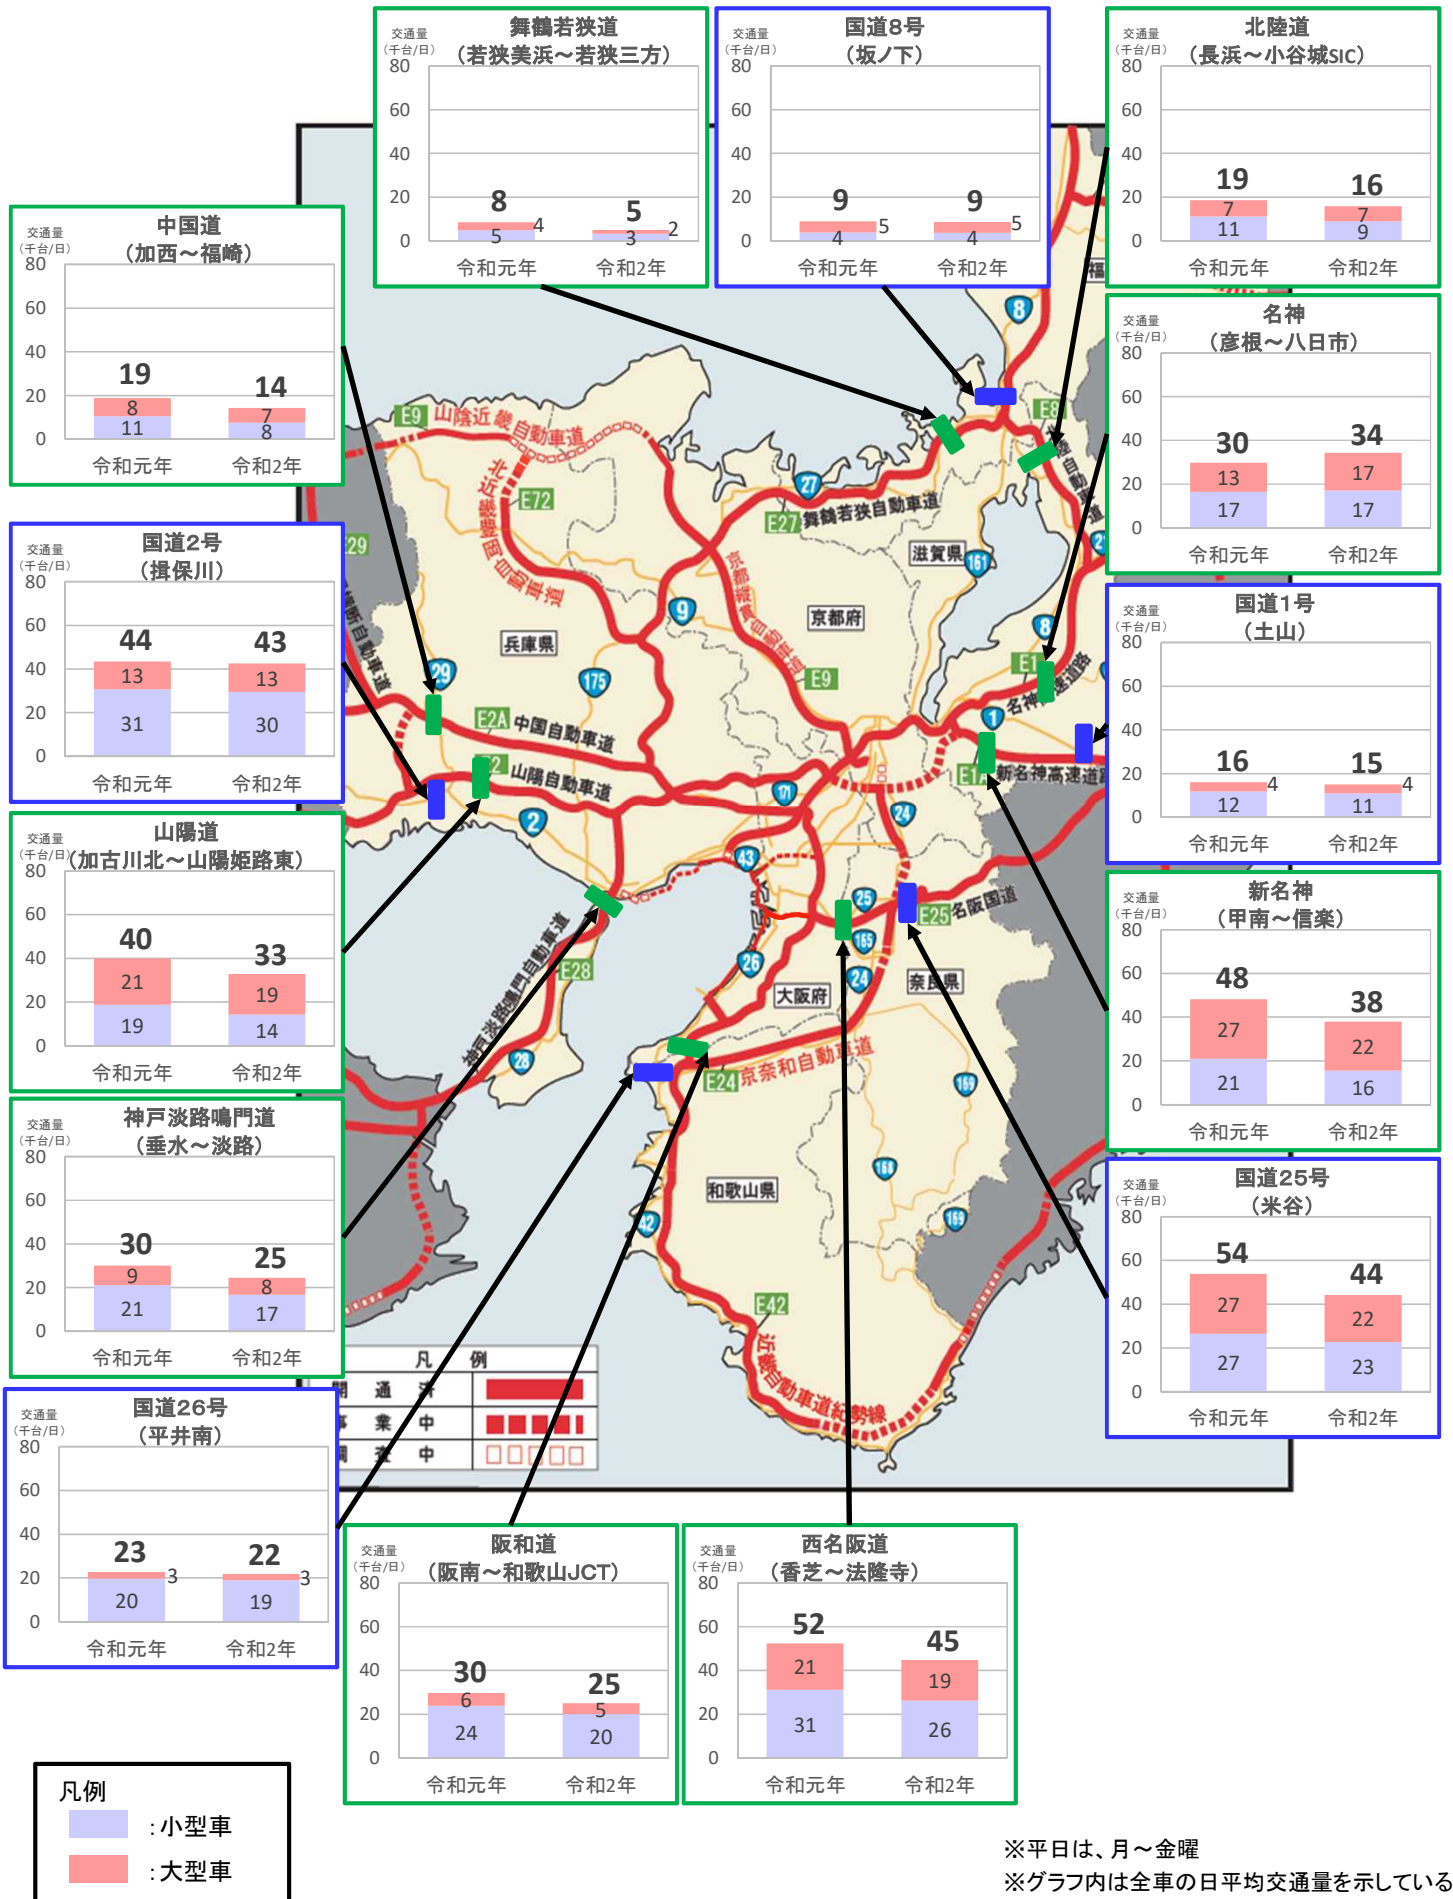 舞鶴若狭道
（若狭美浜～若狭三方）
交通量
（千台/日）
80
60
40
20
0
8
4
5
5
2
3
令和元年
令和2年
国道8号
（坂ノ下）
交通量
（千台/日）
80
60
40
20
0
9
5
4
9
5
4
令和元年
令和2年
北陸道
（長浜～小谷城SIC）
交通量
（千台/日）
80
60
40
20
0
19
7
11
16
7
9
令和元年
令和2年
中国道
（加西～福崎）
交通量
（千台/日）
80
60
40
20
0
19
8
11
14
7
8
令和元年
令和2年
名神
（彦根～八日市）
交通量
（千台/日）
80
60
40
20
0
30
13
17
34
17
17
令和元年
令和2年
国道2号
（揖保川）
交通量
（千台/日）
80
60
40
20
0
44
13
31
43
13
30
令和元年
令和2年
国道1号
（土山）
交通量
（千台/日）
80
60
40
20
0
16
4
12
15
4
11
令和元年
令和2年
山陽道
（加古川北～山陽姫路東）
交通量
（千台/日）
80
60
40
20
0
40
21
19
33
19
14
令和元年
令和2年
新名神
（甲南～信楽）
交通量
（千台/日）
80
60
40
20
0
48
27
21
38
22
16
令和元年
令和2年
神戸淡路鳴門道
（垂水～淡路）
交通量
（千台/日）
80
60
40
20
0
30
9
21
25
8
17
令和元年
令和2年
国道25号
（米谷）
交通量
（千台/日）
80
60
40
20
0
54
27
27
44
22
23
令和元年
令和2年
国道26号
（平井南）
交通量
（千台/日）
80
60
40
20
0
23
3
20
22
3
19
令和元年
令和2年
阪和道
（阪南～和歌山JCT）
交通量
（千台/日）
80
60
40
20
0
30
6
24
25
5
20
令和元年
令和2年
西名阪道
（香芝～法隆寺）
交通量
（千台/日）
80
60
40
20
0
52
21
31
45
19
26
令和元年
令和2年
福
8
E8
E9
山陰近畿自動車道
E72
北近畿豊岡自動車道
27
E27
舞鶴若狭自動車道
滋賀県
161
E29
京都縦貫自動車道
9
京都府
兵庫県
8
E1
名神高速道路
29
175
E9
E2A
中国自動車道
1
山陽自動車道
E1A
新名神高速道路
171
24
2
43
25
E25
名阪国道
165
26
24
奈良県
大阪府
E28
神戸淡路鳴門自動車道
28
E24
京奈和自動車道
169
168
和歌山県
42
169
E42
近畿自動車道紀勢線
凡 例
開 通 済
事 業 中
調 査 中
凡例
：小型車
：大型車
※平日は、月～金曜
※グラフ内は全車の日平均交通量を示している